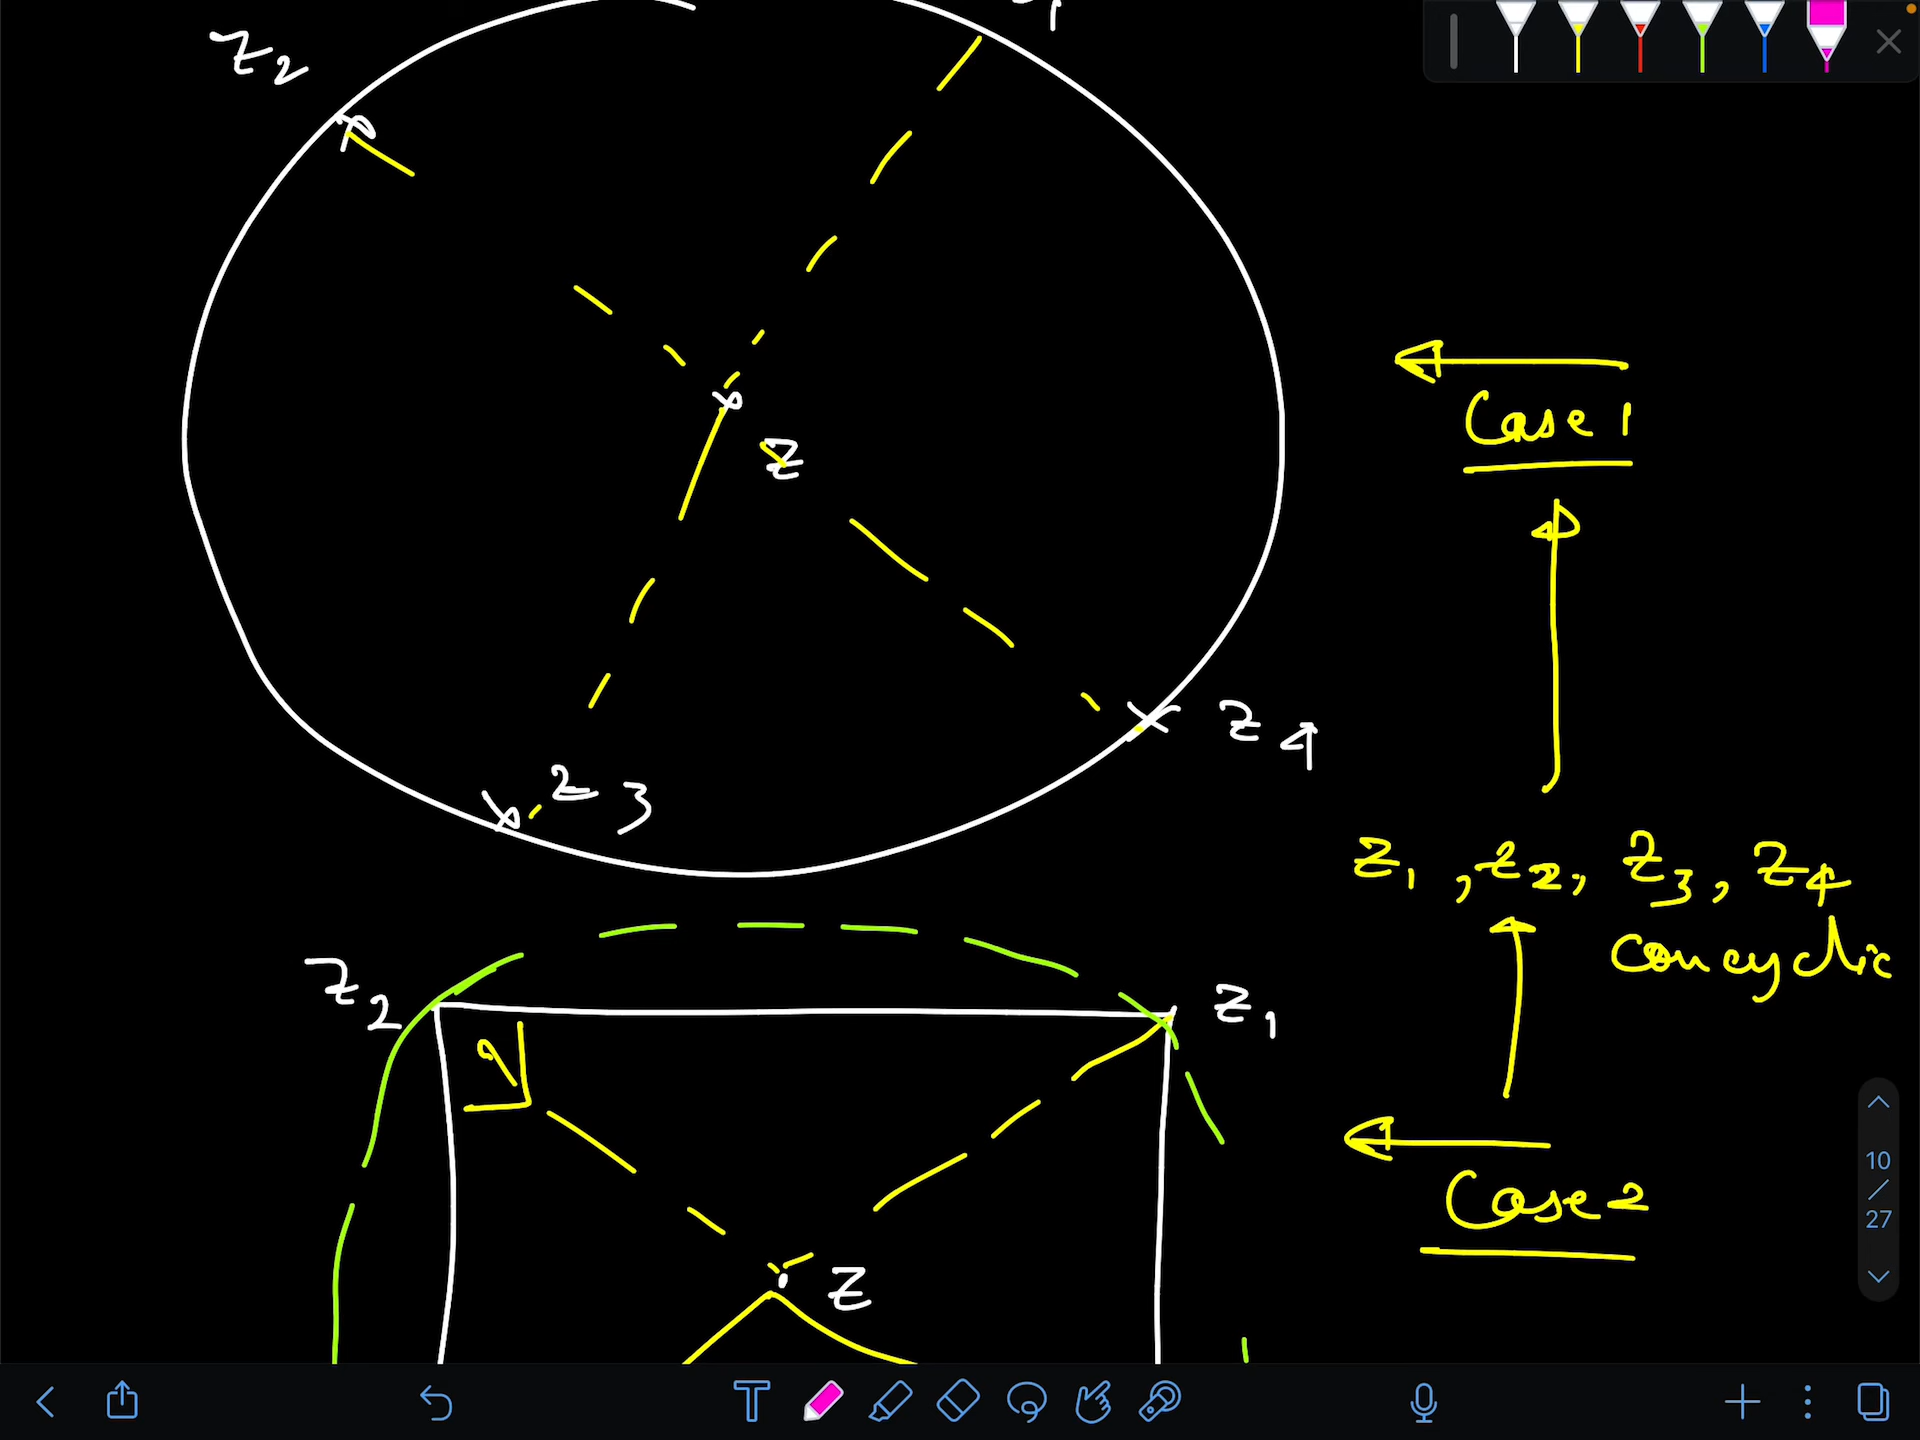 z2
z
Case 1
z4
z3
z1, z2, z3, z4
concyclic
z2
z1
10
/
27
Case 2
z
T